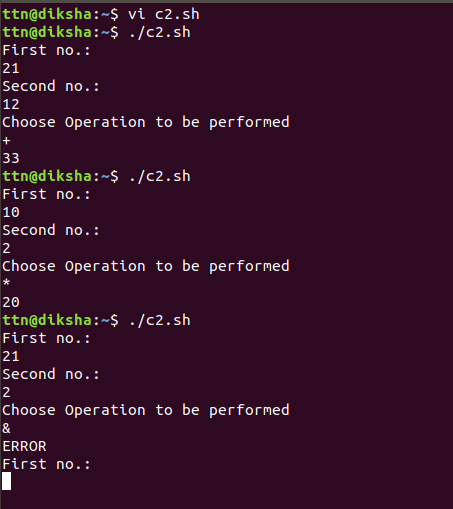 ttn@diksha:~$ vi c2.sh
ttn@diksha:~$ ./c2.sh
First no.:
21
Second no.:
12
Choose Operation to be performed
+
33
ttn@diksha:~$ ./c2.sh
First no.:
10
Second no.:
2
Choose Operation to be performed
*
20
ttn@diksha:~$ ./c2.sh
First no.:
21
Second no.:
2
Choose Operation to be performed
&
ERROR
First no.: